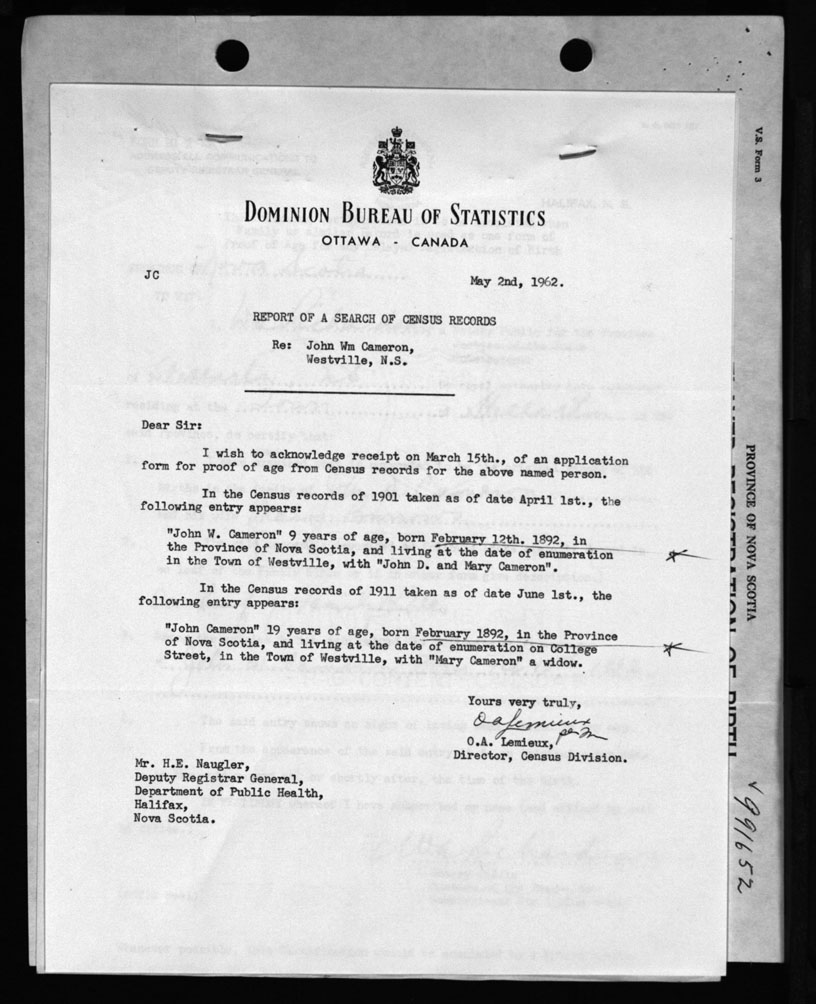 DOMINION BUREAU OF STATISTICS
OTTAWA - CANADA
JC
May 2nd, 1962.
REPORT OF A SEARCH OF CENSUS RECORDS
Re: John Wm Cameron,
Westville, N.S.
Dear Sir:
I wish to acknowledge receipt on March 15th., of an application
form for proof of age from Census records for the above named person.
In the Census records of 1901 taken as of date April 1st., the
following entry appears:
"John W. Cameron" 9 years of age, born February 12th. 1892, in
the Province of Nova Scotia, and living at the date of enumeration
in the Town of Westville, with "John D. and Mary Cameron".
In the Census records of 1911 taken as of date June 1st., the
following entry appears:
"John Cameron" 19 years of age, born February 1892, in the Province
of Nova Scotia, and living at the date of enumeration on College
Street, in the Town of Westville, with "Mary Cameron" a widow.
Yours very truly,
O A Lemieux
per
O.A. Lemieux,
Director, Census Division.
Mr. H.E. Naugler,
Deputy Registrar General,
Department of Public Health,
Halifax,
Nova Scotia.
V.S. Form 3
PROVINCE OF NOVA SCOTIA
REGISTRATION OF BIRTH
991652